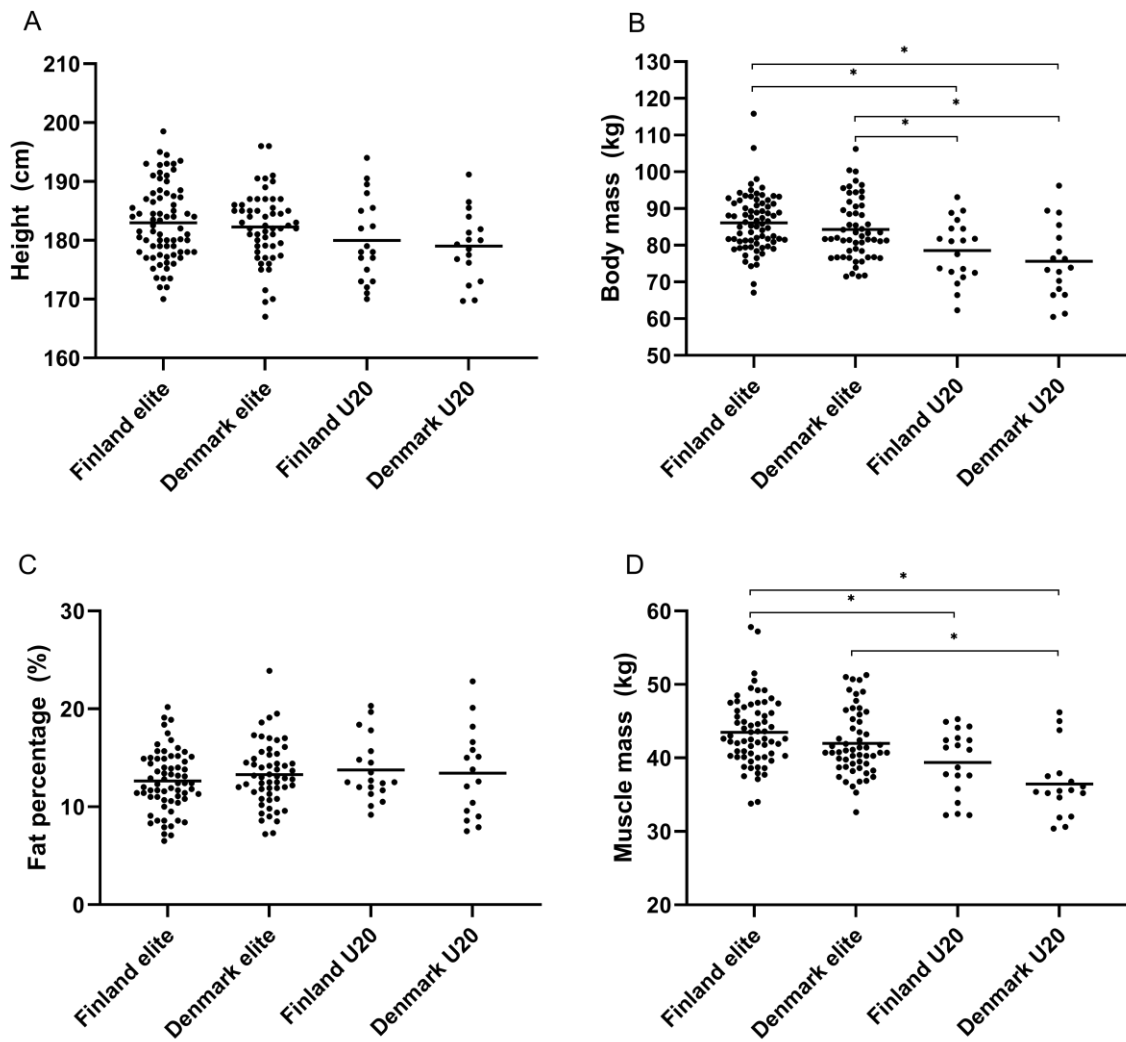 A
Height (cm)
210
200
190
180
170
160
Finland elite
Denmark elite
Finland U20
Denmark U20
B
Body mass (kg)
130
120
110
100
90
80
70
60
50
*
*
*
*
Finland elite
Denmark elite
Finland U20
Denmark U20
C
Fat percentage (%)
30
20
10
0
Finland elite
Denmark elite
Finland U20
Denmark U20
D
Muscle mass (kg)
60
50
40
30
20
*
*
*
Finland elite
Denmark elite
Finland U20
Denmark U20